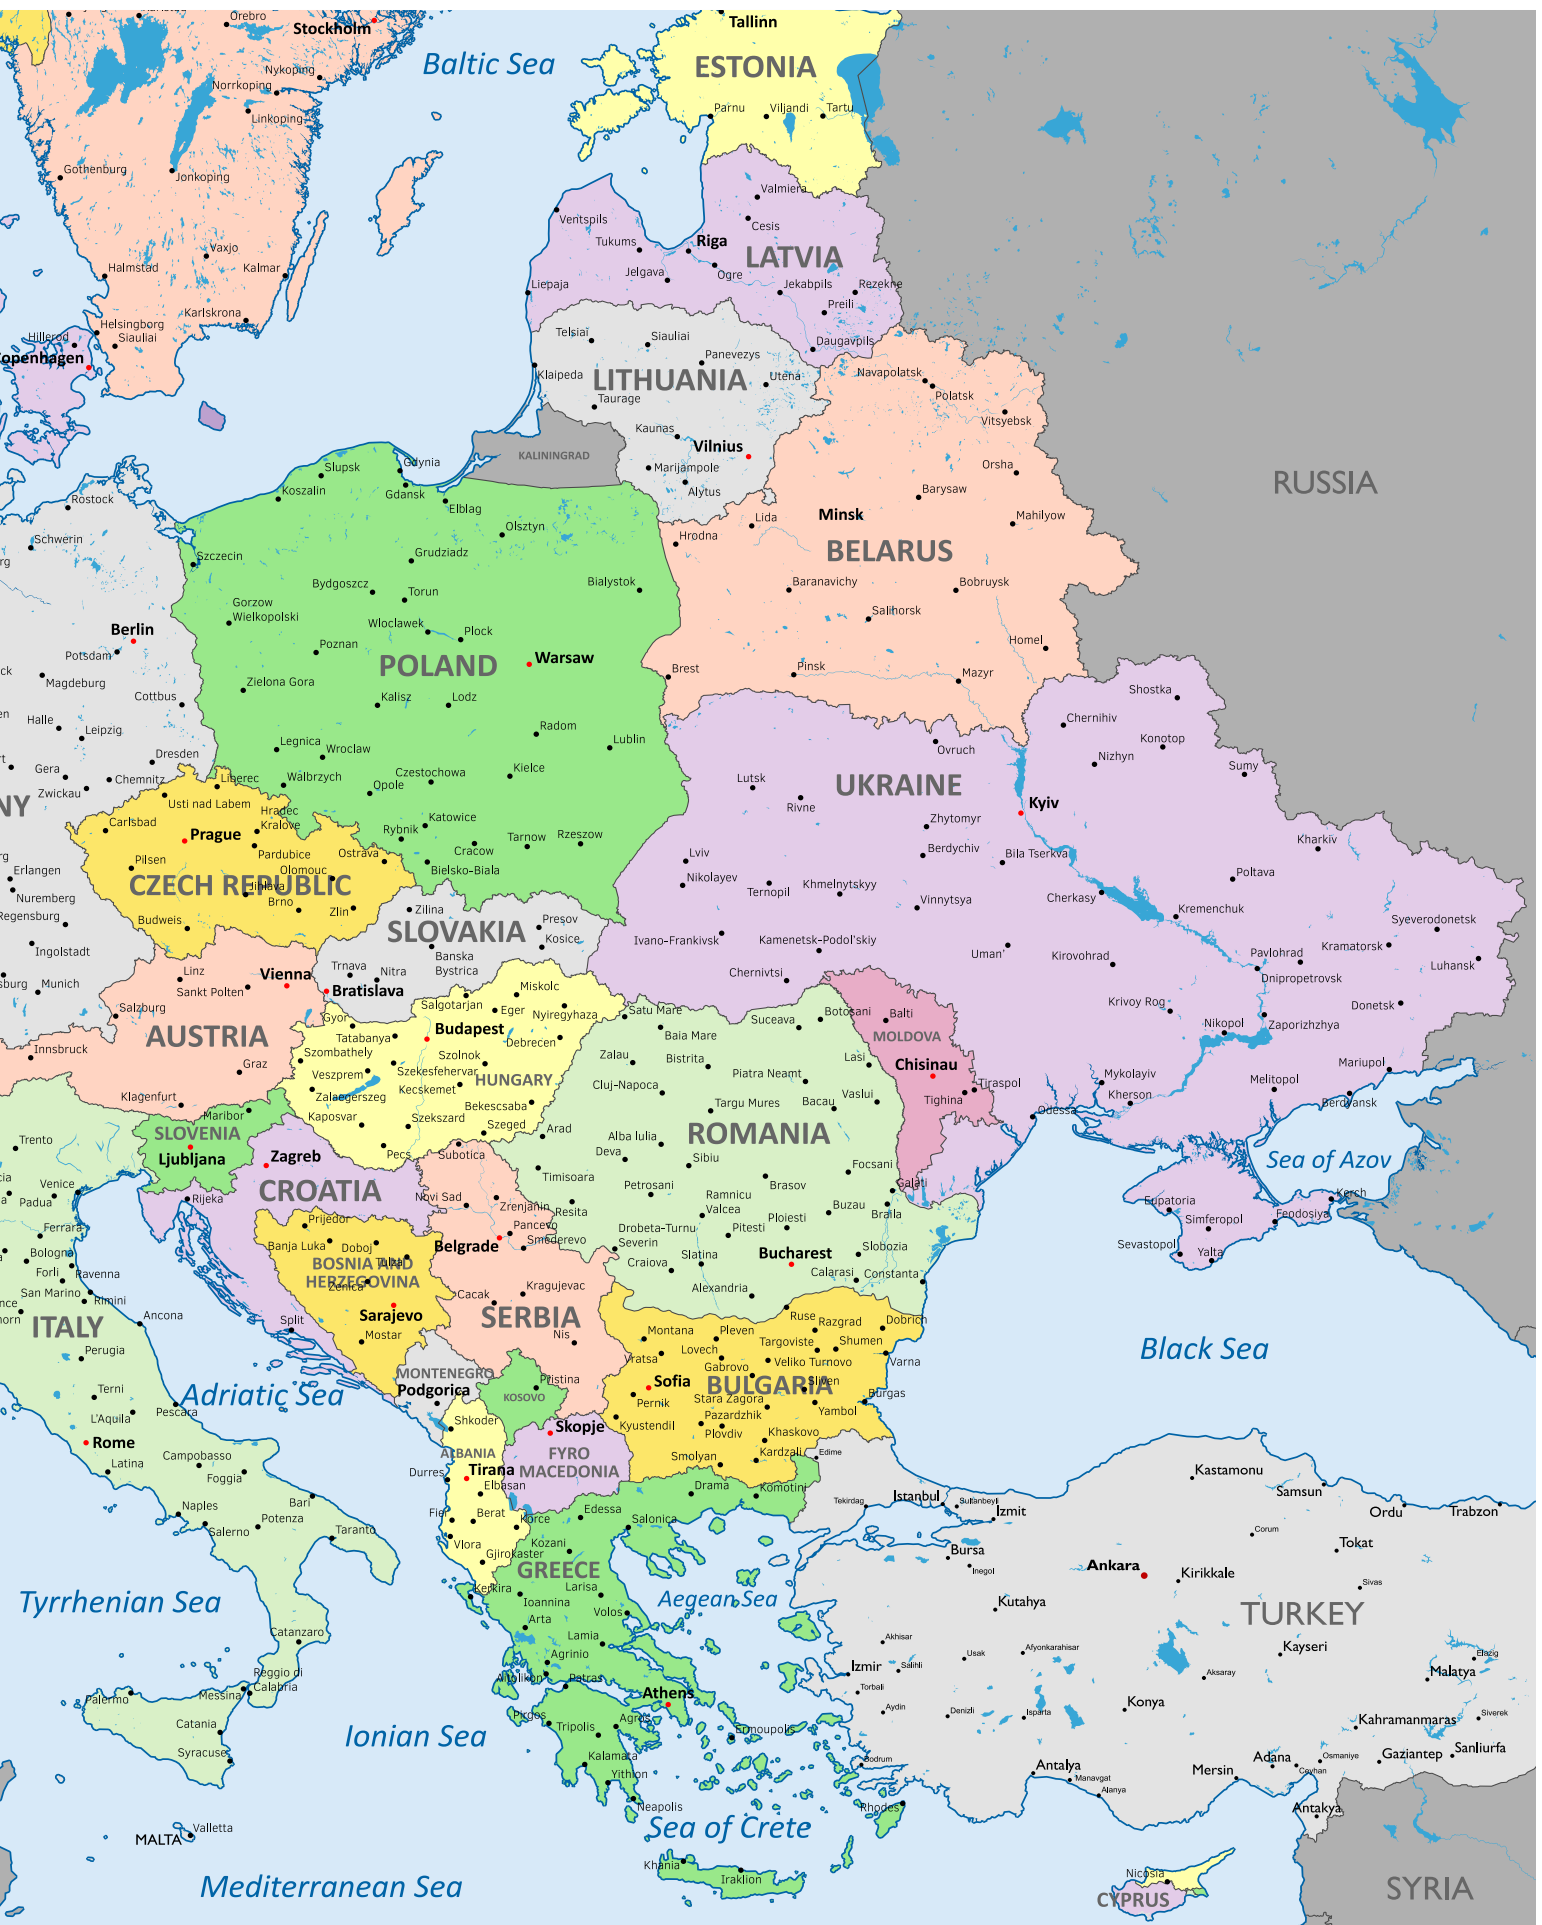 Orebro
Stockholm
Tallinn
Baltic Sea
ESTONIA
Nykoping
Norrkoping
Linkoping
Parnu
Viljandi
Tartu
Gothenburg
Jonkoping
Valmiera
Ventspils
Cesis
Tukums
Riga
LATVIA
Vaxjo
Halmstad
Kalmar
Jelgava
Ogre
Liepaja
Jekabpils
Rezekne
Preili
Karlskrona
Helsingborg
Siauliai
Hillerod
openhagen
Telsiai
Siauliai
Daugavpils
Panevezys
Klaipeda
LITHUANIA
Utena
Navapolatsk
Polatsk
Taurage
Vitsyebsk
Kaunas
Vilnius
KALININGRAD
Marijampole
Alytus
Orsha
RUSSIA
Slupsk
Gdynia
Koszalin
Gdansk
Elblag
Barysaw
Rostock
Minsk
Lida
Mahilyow
Olsztyn
Hrodna
BELARUS
Schwerin
rg
Szczecin
Grudziadz
Bydgoszcz
Torun
Bialystok
Baranavichy
Bobruysk
Gorzow
Wielkopolski
Wloclawek
Plock
Salihorsk
Berlin
Potsdam
Poznan
POLAND
Warsaw
Homel
ck
Magdeburg
Zielona Gora
Brest
Pinsk
Mazyr
Cottbus
Kalisz
Lodz
Shostka
en
Halle
Leipzig
Radom
Chernihiv
Legnica
Wroclaw
Lublin
Ovruch
Konotop
Nizhyn
rt
Dresden
Gera
Chemnitz
Liberec
Walbrzych
Czestochowa
Kielce
Sumy
Zwickau
Opole
Lutsk
UKRAINE
NY
Usti nad Labem
Rivne
Kyiv
Hradec
Kralove
Carlsbad
Prague
Rybnik
Katowice
Tarnow
Rzeszow
Zhytomyr
Kharkiv
Pardubice
Ostrava
Cracow
Lviv
Berdychiv
Bila Tserkva
rg
Pilsen
Olomouc
Bielsko-Biala
Erlangen
CZECH REPUBLIC
Jihlava
Nikolayev
Ternopil
Khmelnytskyy
Poltava
Nuremberg
Brno
Zlin
Zilina
Vinnytsya
Cherkasy
Kremenchuk
Regensburg
Budweis
SLOVAKIA
Presov
Syeverodonetsk
Ingolstadt
Kosice
Ivano-Frankivsk
Kamenetsk-Podol'skiy
Uman'
Kirovohrad
Pavlohrad
Kramatorsk
Banska
Bystrica
Trnava
Nitra
Luhansk
sburg
Munich
Linz
Vienna
Sankt Polten
Bratislava
Chernivtsi
Dnipropetrovsk
Miskolc
Salzburg
Salgotarjan
Eger
Nyiregyhaza
Satu Mare
Suceava
Botosani
Balti
Krivoy Rog
Donetsk
AUSTRIA
Gyor
Tatabanya
Budapest
Debrecen
Baia Mare
MOLDOVA
Nikopol
Zaporizhzhya
Innsbruck
Graz
Szombathely
Szolnok
Zalau
Bistrita
Lasi
Chisinau
Mariupol
Veszprem
Szekesfehervar
HUNGARY
Cluj-Napoca
Piatra Neamt
Tiraspol
Mykolayiv
Melitopol
Zalaegerszeg
Kecskemet
Klagenfurt
Maribor
Kaposvar
Szekszard
Bekescsaba
Targu Mures
Bacau
Vaslui
Tighina
Kherson
Berdyansk
Odessa
SLOVENIA
Ljubljana
Szeged
Arad
Alba Iulia
ROMANIA
Trento
Zagreb
Pecs
Subotica
Deva
Sibiu
Sea of Azov
cia
Venice
Timisoara
Focsani
Padua
Rijeka
CROATIA
Novi Sad
Zrenjanin
Petrosani
Brasov
Galati
Kerch
Ferrara
Resita
Ramnicu
Valcea
Buzau
Braila
Eupatoria
Feodosiya
Prijedor
Pancevo
Ploiesti
Simferopol
Bologna
Banja Luka
Doboj
Tulza
Belgrade
Smederevo
Drobeta-Turnu
Severin
Pitesti
Sevastopol
Yalta
Forli
Ravenna
BOSNIA AND
HERZEGOVINA
Zenica
Slatina
Bucharest
Slobozia
San Marino
Rimini
Craiova
Calarasi
Constanta
Kragujevac
Alexandria
nce
orn
Ancona
Cacak
Sarajevo
SERBIA
Ruse
Razgrad
Dobrich
ITALY
Split
Mostar
Nis
Montana
Pleven
Targoviste
Shumen
Black Sea
Perugia
Vratsa
Lovech
Gabrovo
Veliko Turnovo
Varna
MONTENEGRO
Podgorica
Pristina
KOSOVO
Sofia
BULGARIA
Sliven
Burgas
Terni
Adriatic Sea
Pernik
Stara Zagora
Yambol
L'Aquila
Pescara
Shkoder
Skopje
Kyustendil
Pazardzhik
Plovdiv
Rome
Khaskovo
Campobasso
ALBANIA
FYRO
MACEDONIA
Smolyan
Kardzali
Edime
Latina
Foggia
Durres
Tirana
Kastamonu
Elbasan
Drama
Komotini
Istanbul
Sultanbeyli
Samsun
Naples
Bari
Tekirdag
Izmit
Ordu
Trabzon
Fier
Berat
Korce
Edessa
Salerno
Potenza
Salonica
Corum
Taranto
Vlora
Kozani
Bursa
Tokat
Gjirokaster
Inegol
Ankara
GREECE
Kirikkale
Sivas
Kerkira
Larisa
Aegean Sea
Tyrrhenian Sea
Ioannina
Kutahya
Volos
TURKEY
Arta
Catanzaro
Lamia
Akhisar
Afyonkarahisar
Kayseri
Agrinio
Usak
Elazig
Reggio di
Calabria
Aitolikon
Patras
Izmir
Salihli
Aksaray
Malatya
Palermo
Messina
Athens
Torbali
Konya
Catania
Pirgos
Tripolis
Agros
Ermoupolis
Aydin
Denizli
Isparta
Kahramanmaras
Siverek
Ionian Sea
Syracuse
Kalamata
Bodrum
Antalya
Adana
Osmaniye
Gaziantep
Sanliurfa
Yithion
Manavgat
Mersin
Ceyhan
Alanya
Neapolis
Rhodes
Antakya
MALTA
Valletta
Sea of Crete
Khania
Iraklion
Nicosia
Mediterranean Sea
CYPRUS
SYRIA